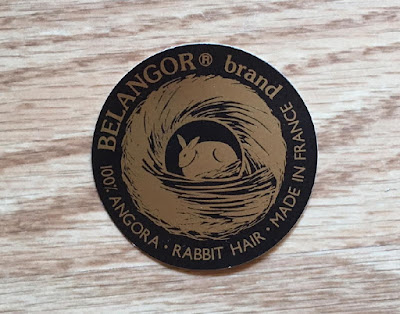 BELANGOR® brand
100% ANGORA · RABBIT HAIR · MADE IN FRANCE